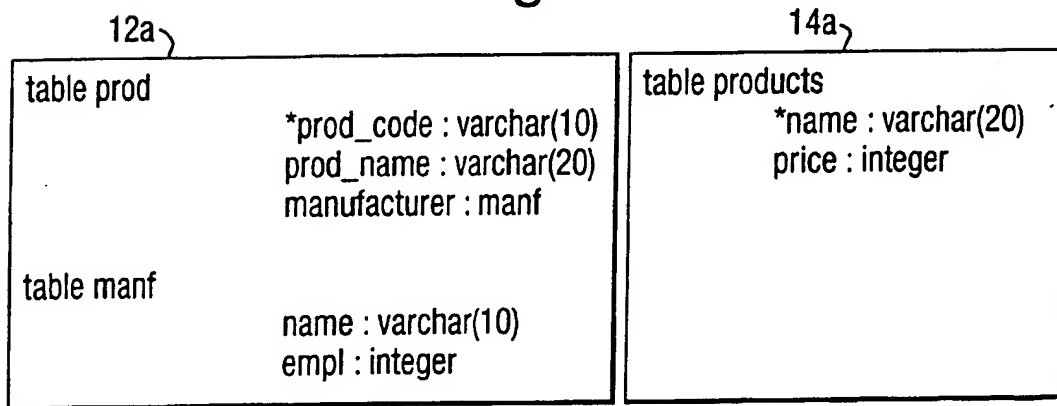 12a
table prod
*prod_code : varchar(10)
prod_name : varchar(20)
manufacturer : manf
table manf
name : varchar(10)
empl : integer
14a
table products
*name : varchar(20)
price : integer